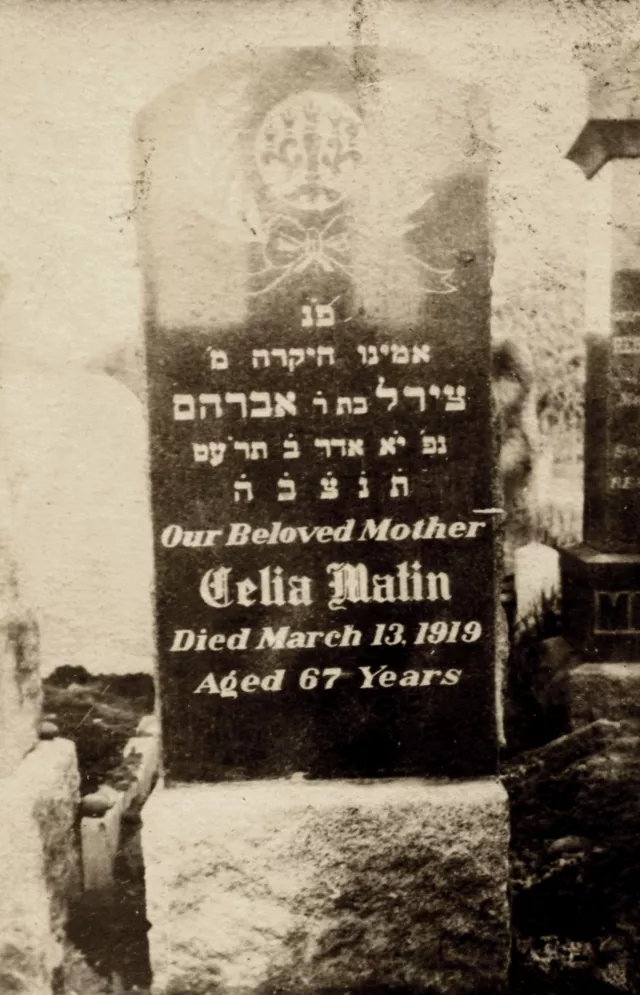 פ נ
אמינו היקרה מ'
צירל בת ר' אברהם
נפ' י"א אדר ב' תר'עט
ת נ צ ב ה
Our Beloved Mother
Celia Matin
Died March 13, 1919
Aged 67 Years